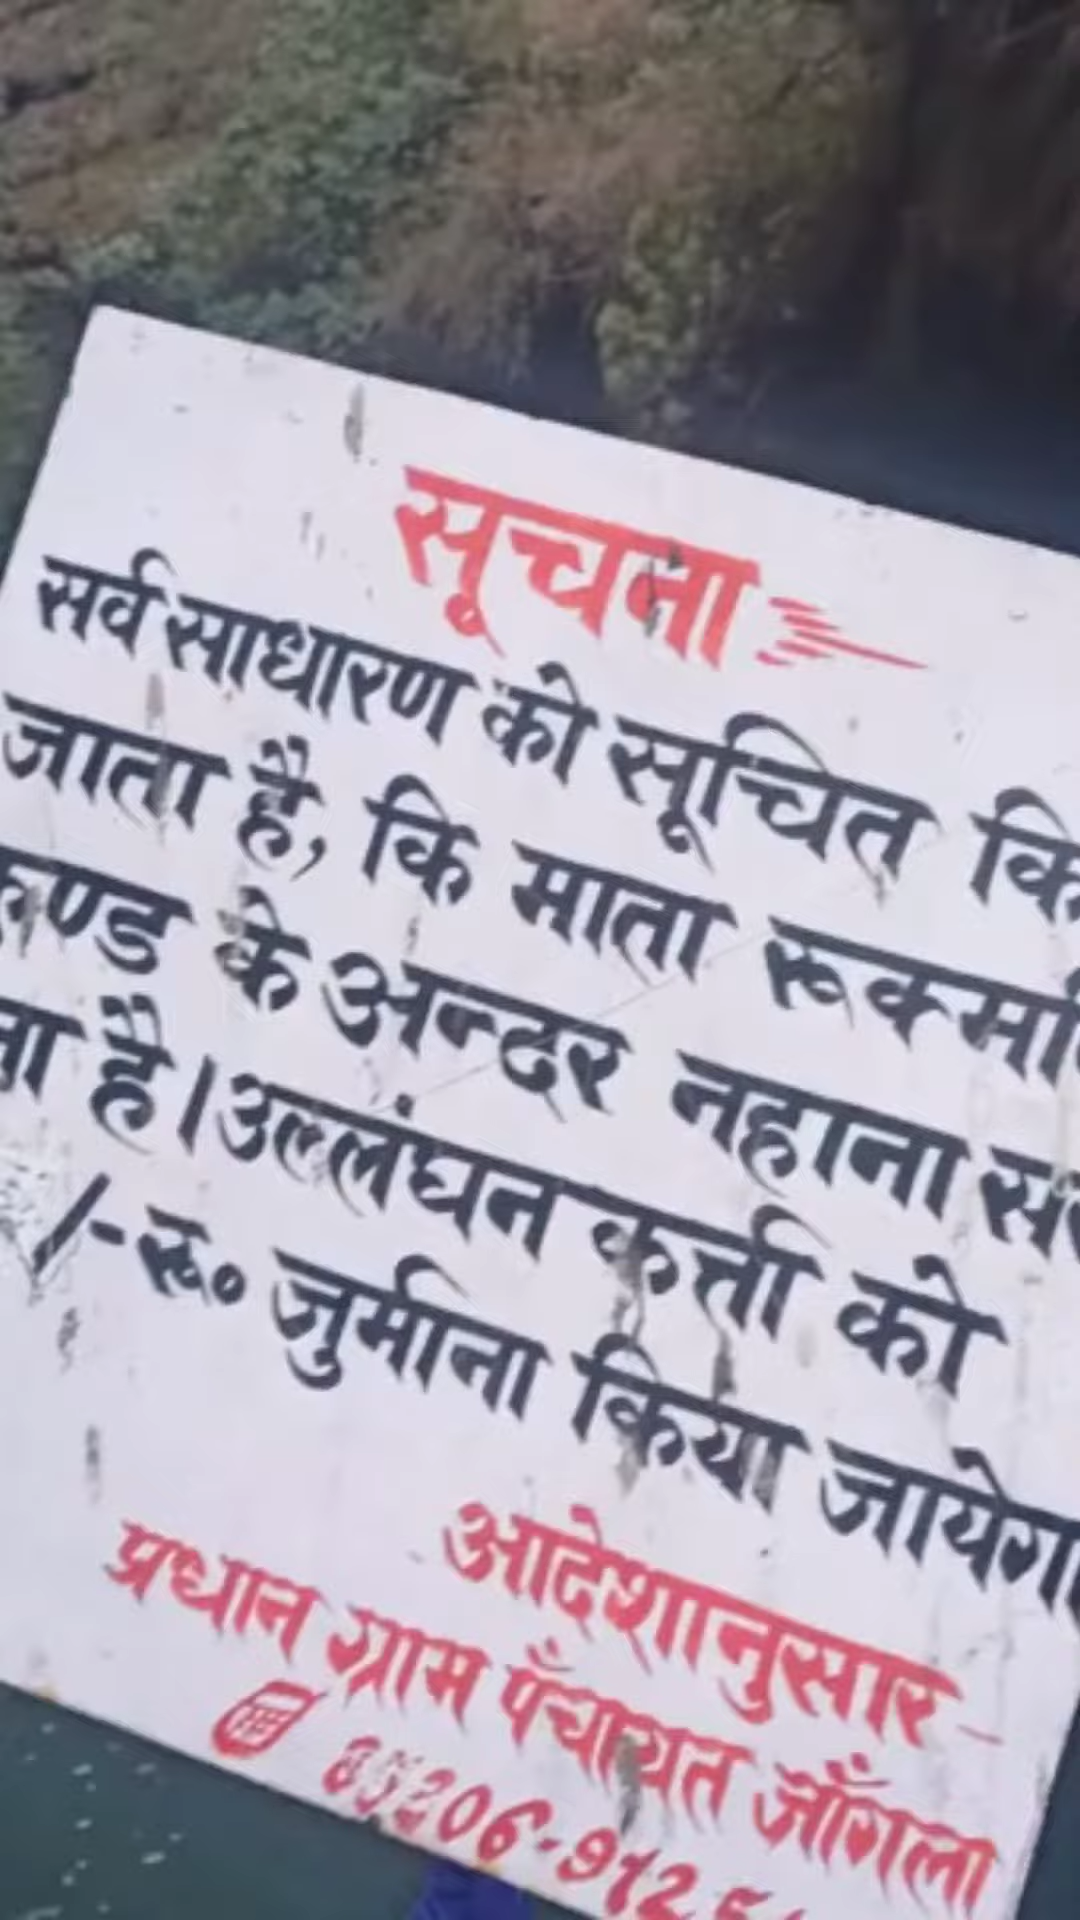 सूचना
सर्व साधारण को सूचित
जाता है, कि माता
के अन्दर नहाना
है। उल्लंघन कर्त्ता को
/-रू० जुर्माना किया जायेगा
आदेशानुसार
प्रधान ग्राम पँचायत जाँगला